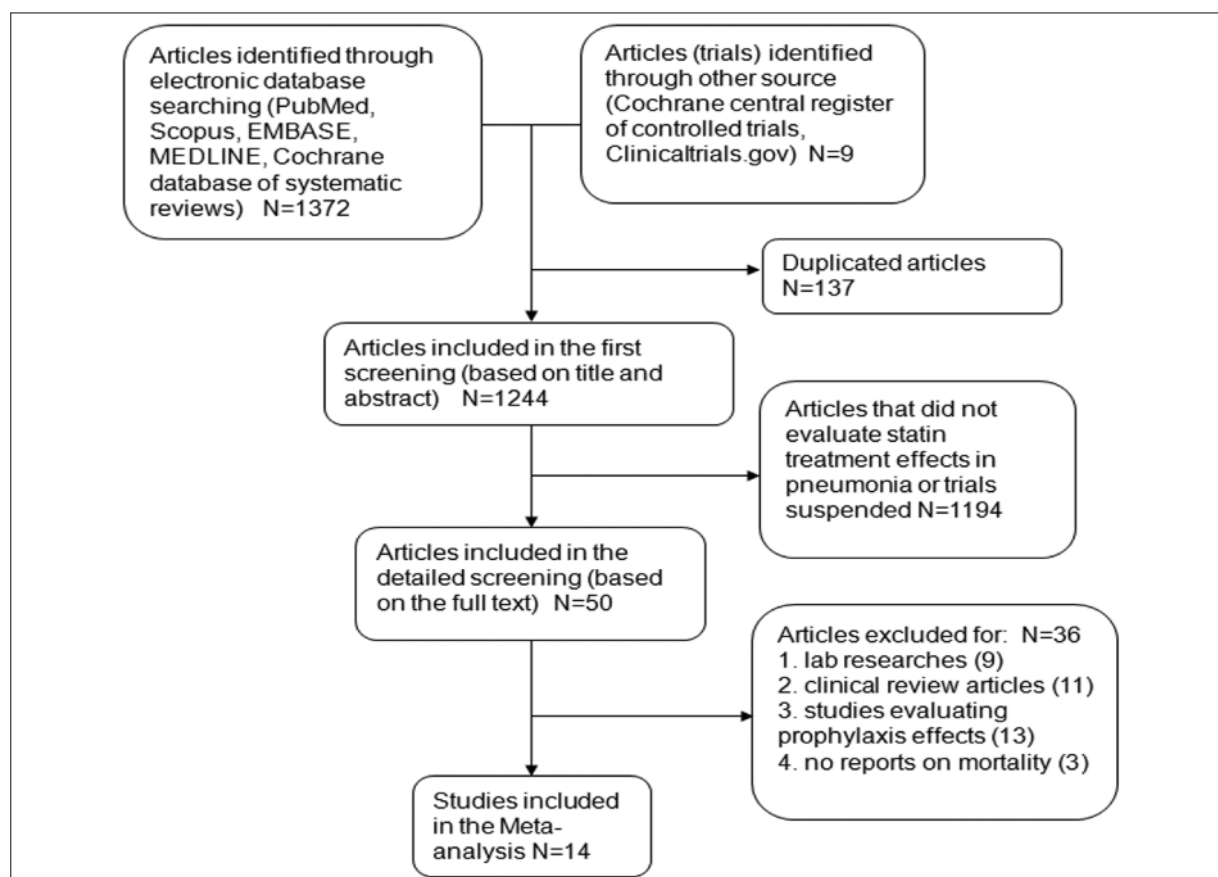 Articles identified through
electronic database
searching (PubMed,
Scopus, EMBASE,
MEDLINE, Cochrane
database of systematic
reviews) N=1372
Articles (trials) identified
through other source
(Cochrane central register
of controlled trials,
Clinicaltrials.gov) N=9
Duplicated articles
N=137
Articles included in the first
screening (based on title and
abstract) N=1244
Articles that did not
evaluate statin
treatment effects in
pneumonia or trials
suspended N=1194
Articles included in the
detailed screening (based
on the full text) N=50
Articles excluded for: N=36
1. lab researches (9)
2. clinical review articles (11)
3. studies evaluating
prophylaxis effects (13)
4. no reports on mortality (3)
Studies included
in the Meta-
analysis N=14